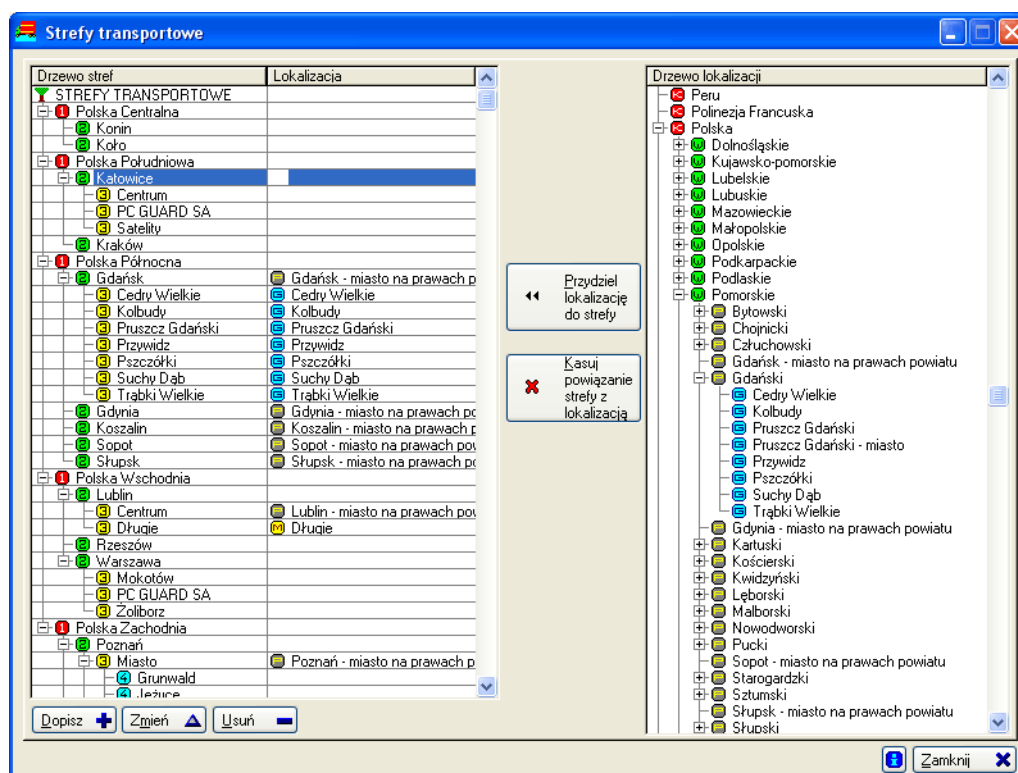 Strefy transportowe
Drzewo stref Lokalizacja
STREFY TRANSPORTOWE
1 Polska Centralna
2 Konin
2 Koło
1 Polska Południowa
2 Katowice
3 Centrum
3 PC GUARD SA
3 Satelity
2 Kraków
1 Polska Północna
2 Gdańsk P Gdańsk - miasto na prawach p
3 Cedry Wielkie G Cedry Wielkie
3 Kolbudy G Kolbudy
3 Pruszcz Gdański G Pruszcz Gdański
3 Przywidz G Przywidz
3 Pszczółki G Pszczółki
3 Suchy Dąb G Suchy Dąb
3 Trąbki Wielkie G Trąbki Wielkie
2 Gdynia P Gdynia - miasto na prawach po
2 Koszalin P Koszalin - miasto na prawach p
2 Sopot P Sopot - miasto na prawach pow
2 Słupsk P Słupsk - miasto na prawach po
1 Polska Wschodnia
2 Lublin
3 Centrum P Lublin - miasto na prawach pow
3 Długie M Długie
2 Rzeszów
2 Warszawa
3 Mokotów
3 PC GUARD SA
3 Żoliborz
1 Polska Zachodnia
2 Poznań
3 Miasto P Poznań - miasto na prawach p
4 Grunwald
4 Jeżyce
Dopisz
Zmień
Usuń
Przydziel
lokalizację
do strefy
Kasuj
powiązanie
strefy z
lokalizacją
Drzewo lokalizacji
K Peru
K Polinezja Francuska
K Polska
W Dolnośląskie
W Kujawsko-pomorskie
W Lubelskie
W Lubuskie
W Mazowieckie
W Małopolskie
W Opolskie
W Podkarpackie
W Podlaskie
W Pomorskie
P Bytowski
P Chojnicki
P Człuchowski
P Gdańsk - miasto na prawach powiatu
P Gdański
G Cedry Wielkie
G Kolbudy
G Pruszcz Gdański
G Pruszcz Gdański - miasto
G Przywidz
G Pszczółki
G Suchy Dąb
G Trąbki Wielkie
P Gdynia - miasto na prawach powiatu
P Kartuski
P Kościerski
P Kwidzyński
P Lęborski
P Malborski
P Nowodworski
P Pucki
P Sopot - miasto na prawach powiatu
P Starogardzki
P Sztumski
P Słupsk - miasto na prawach powiatu
P Słupski
Zamknij